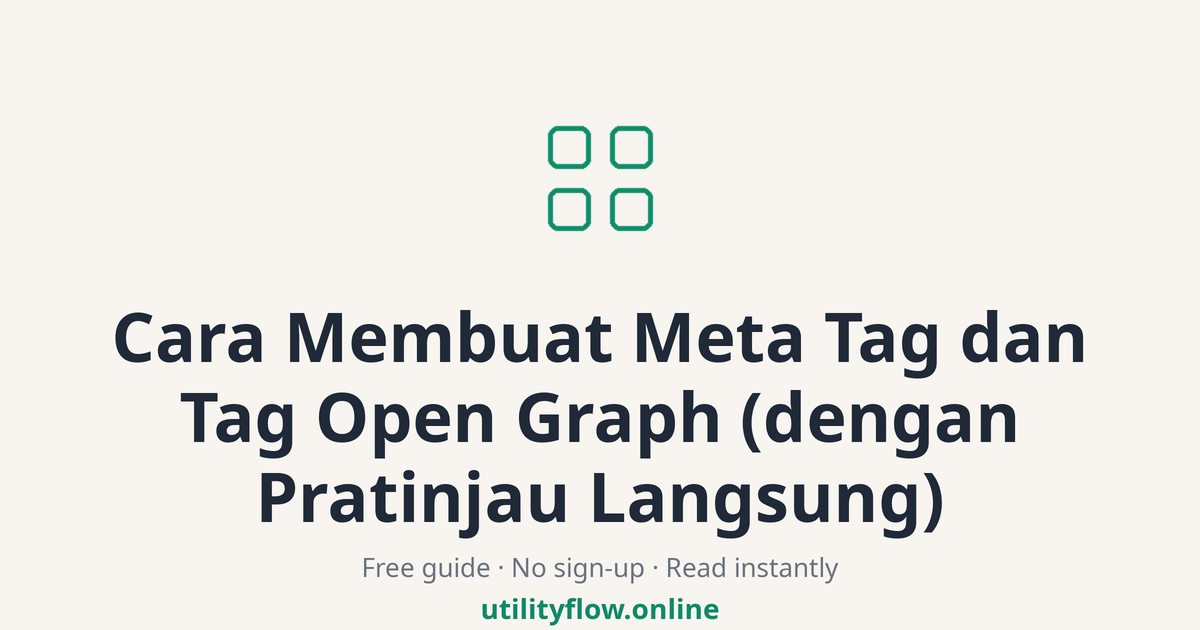 Cara Membuat Meta Tag dan
Tag Open Graph (dengan
Pratinjau Langsung)
Free guide · No sign-up · Read instantly
utilityflow.online